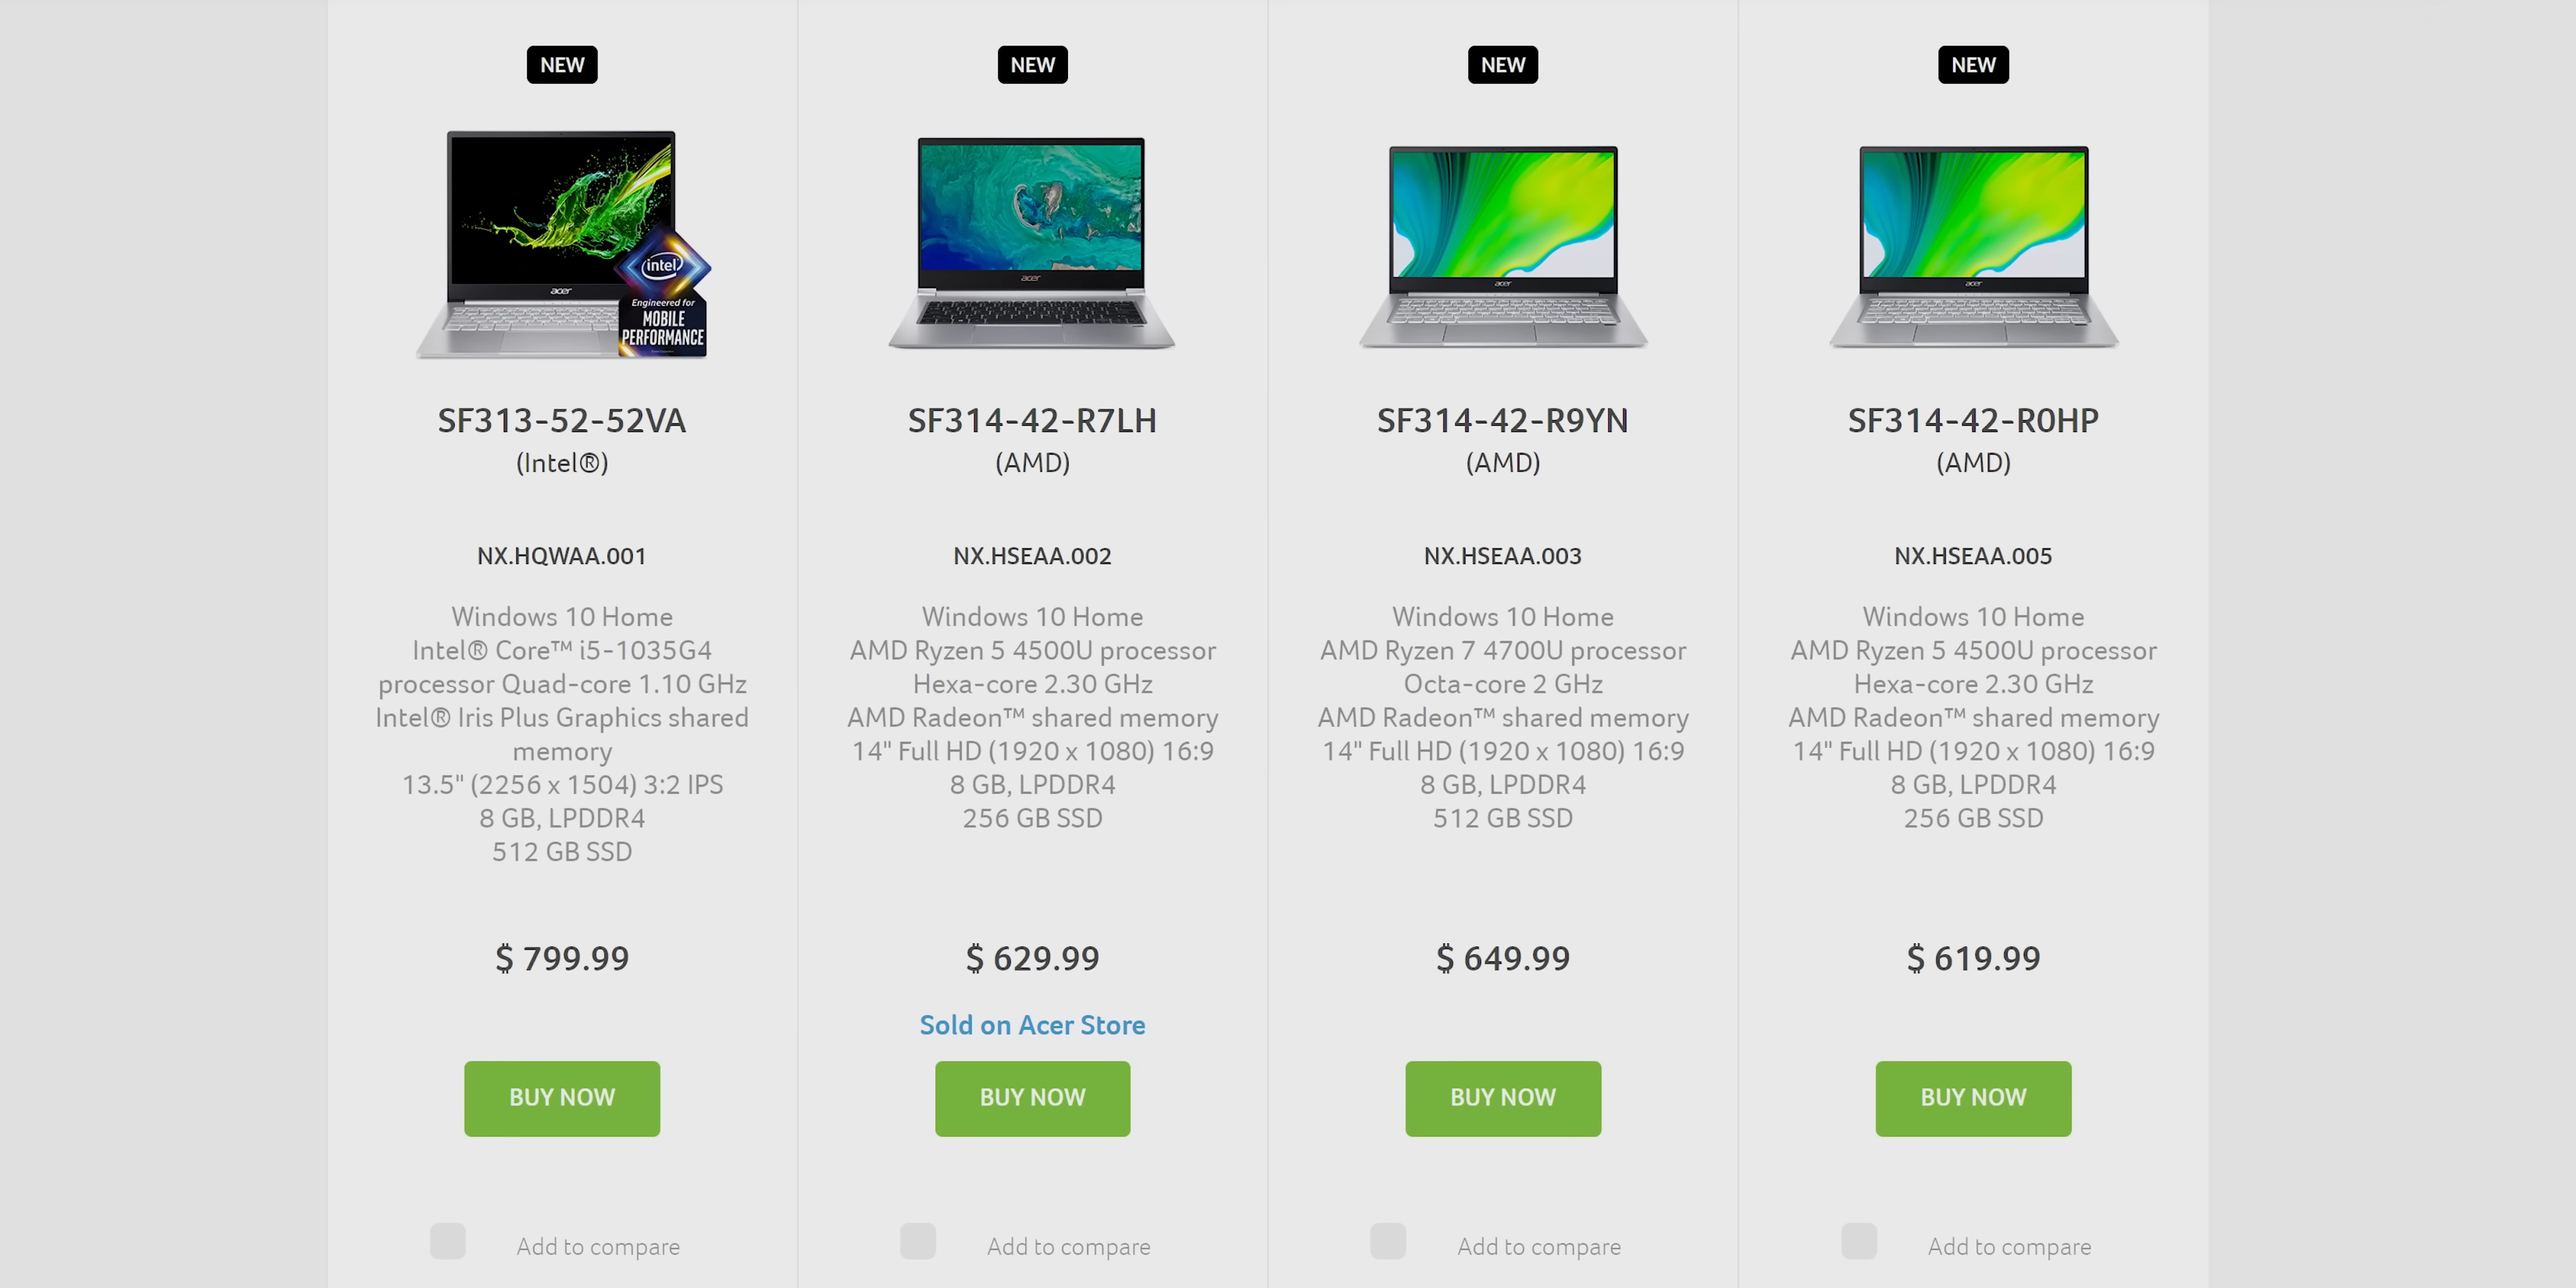 NEW
acer
intel
Engineered for
MOBILE
PERFORMANCE
SF313-52-52VA
(Intel®)
NX.HQWAA.001
Windows 10 Home
Intel® Core™ i5-1035G4
processor Quad-core 1.10 GHz
Intel® Iris Plus Graphics shared
memory
13.5" (2256 x 1504) 3:2 IPS
8 GB, LPDDR4
512 GB SSD
$ 799.99
BUY NOW
Add to compare
NEW
acer
SF314-42-R7LH
(AMD)
NX.HSEAA.002
Windows 10 Home
AMD Ryzen 5 4500U processor
Hexa-core 2.30 GHz
AMD Radeon™ shared memory
14" Full HD (1920 x 1080) 16:9
8 GB, LPDDR4
256 GB SSD
$ 629.99
Sold on Acer Store
BUY NOW
Add to compare
NEW
acer
SF314-42-R9YN
(AMD)
NX.HSEAA.003
Windows 10 Home
AMD Ryzen 7 4700U processor
Octa-core 2 GHz
AMD Radeon™ shared memory
14" Full HD (1920 x 1080) 16:9
8 GB, LPDDR4
512 GB SSD
$ 649.99
BUY NOW
Add to compare
NEW
acer
SF314-42-R0HP
(AMD)
NX.HSEAA.005
Windows 10 Home
AMD Ryzen 5 4500U processor
Hexa-core 2.30 GHz
AMD Radeon™ shared memory
14" Full HD (1920 x 1080) 16:9
8 GB, LPDDR4
256 GB SSD
$ 619.99
BUY NOW
Add to compare